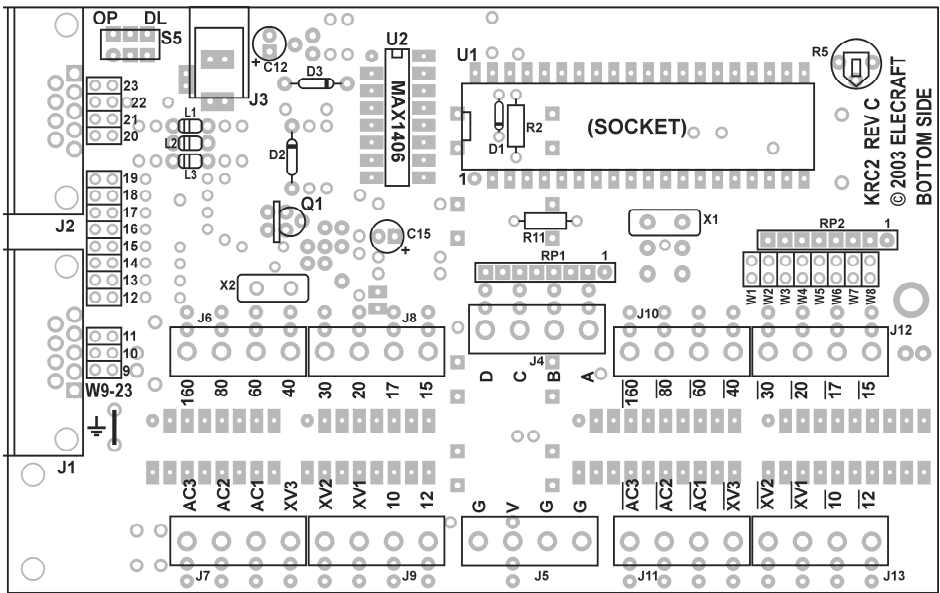 OP DL
S5
J3
C12
+
D3
U2
MAX1406
U1
D1
R2
(SOCKET)
1
R5
KRC2 REV C
© 2003 ELECRAFT
BOTTOM SIDE
23
22
21
20
L1
L2
L3
D2
19
18
17
16
15
14
13
12
J2
Q1
C15
+
R11
X1
RP2 1
RP1 1
X2
W1
W2
W3
W4
W5
W6
W7
W8
11
10
9
W9-23
J1
J6
160
80
60
40
J8
30
20
17
15
J4
D
C
B
A
J10
160
80
60
40
J12
30
20
17
15
AC3
AC2
AC1
XV3
J7
XV2
XV1
10
12
J9
G
V
G
G
J5
AC3
AC2
AC1
XV3
J11
XV2
XV1
10
12
J13